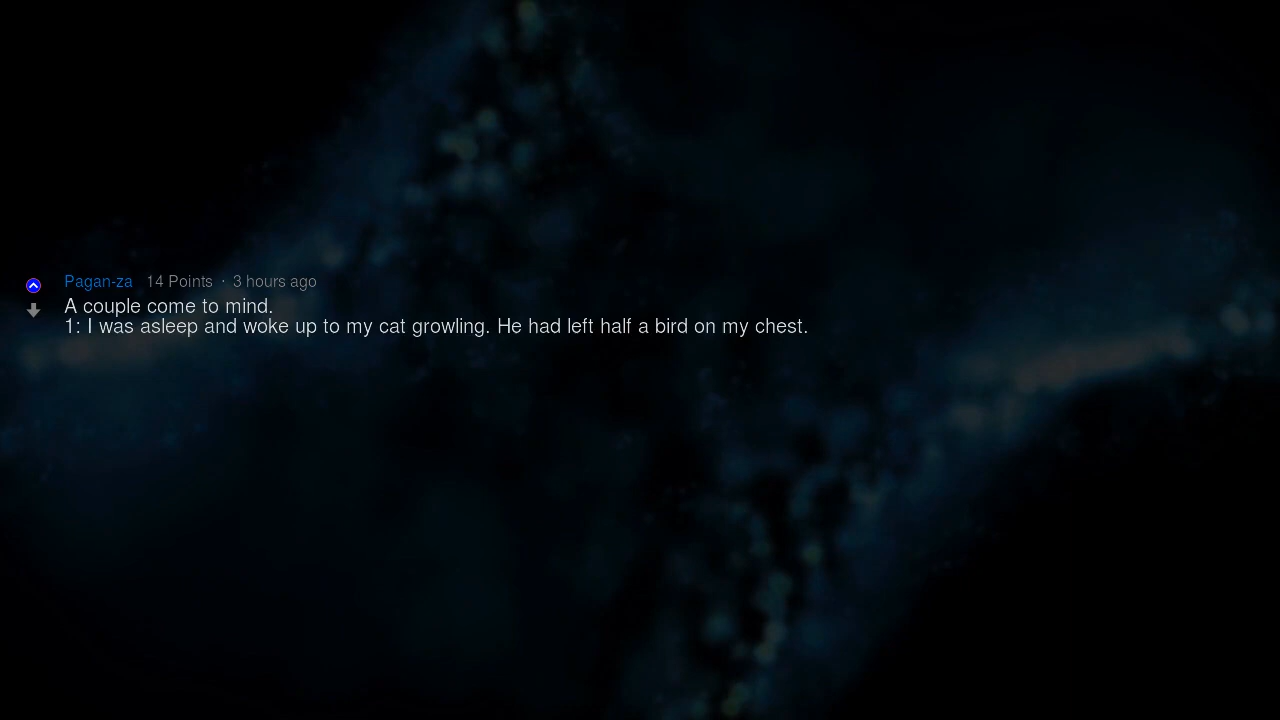 Pagan-za 14 Points · 3 hours ago
A couple come to mind.
1: I was asleep and woke up to my cat growling. He had left half a bird on my chest.